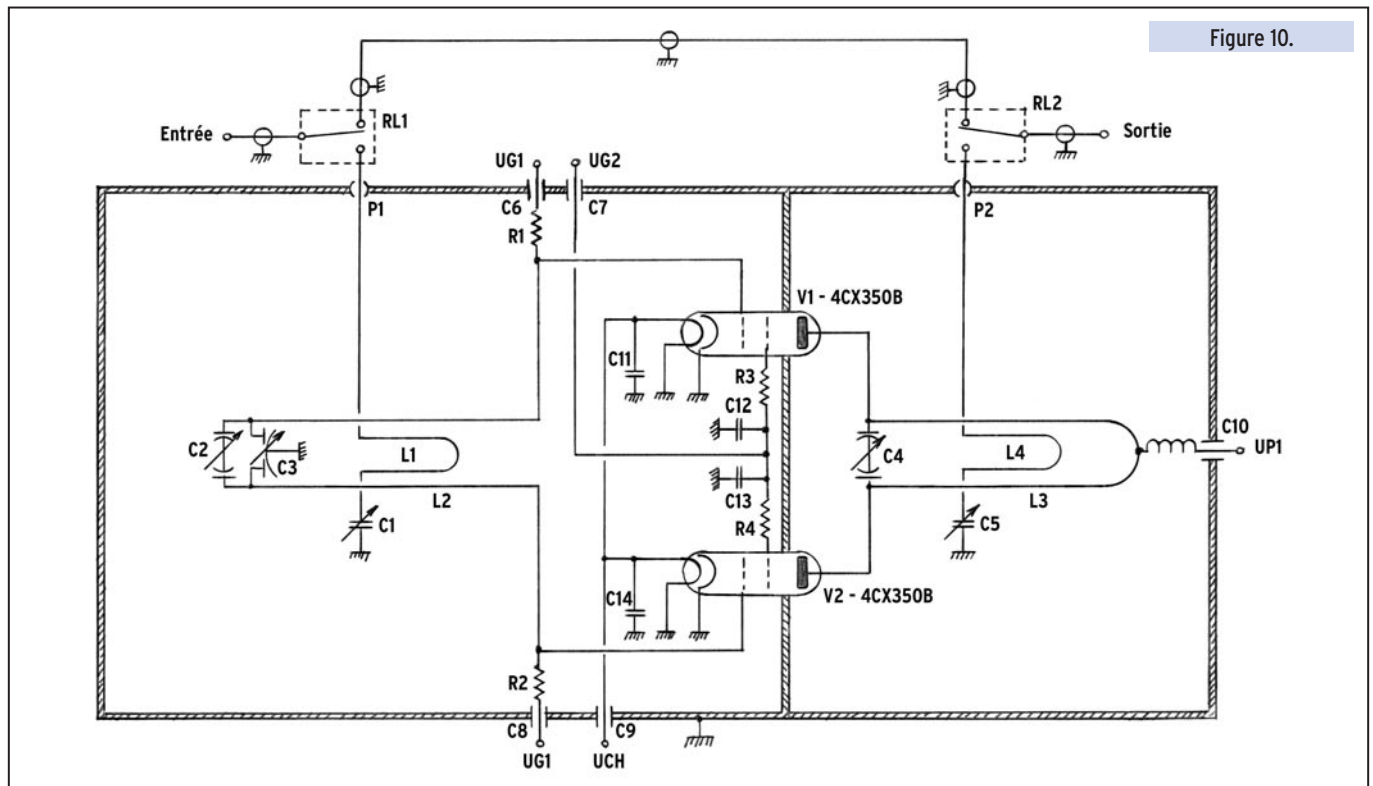 Figure 10.
RL1
RL2
Entrée
Sortie
UG1
UG2
P1
C6
C7
P2
R1
V1 - 4CX350B
C11
R3
C12
C10
C2
C3
L1
C4
L4
UP1
C13
L2
L3
R4
C1
C5
C14
V2 - 4CX350B
R2
C8
C9
UG1
UCH